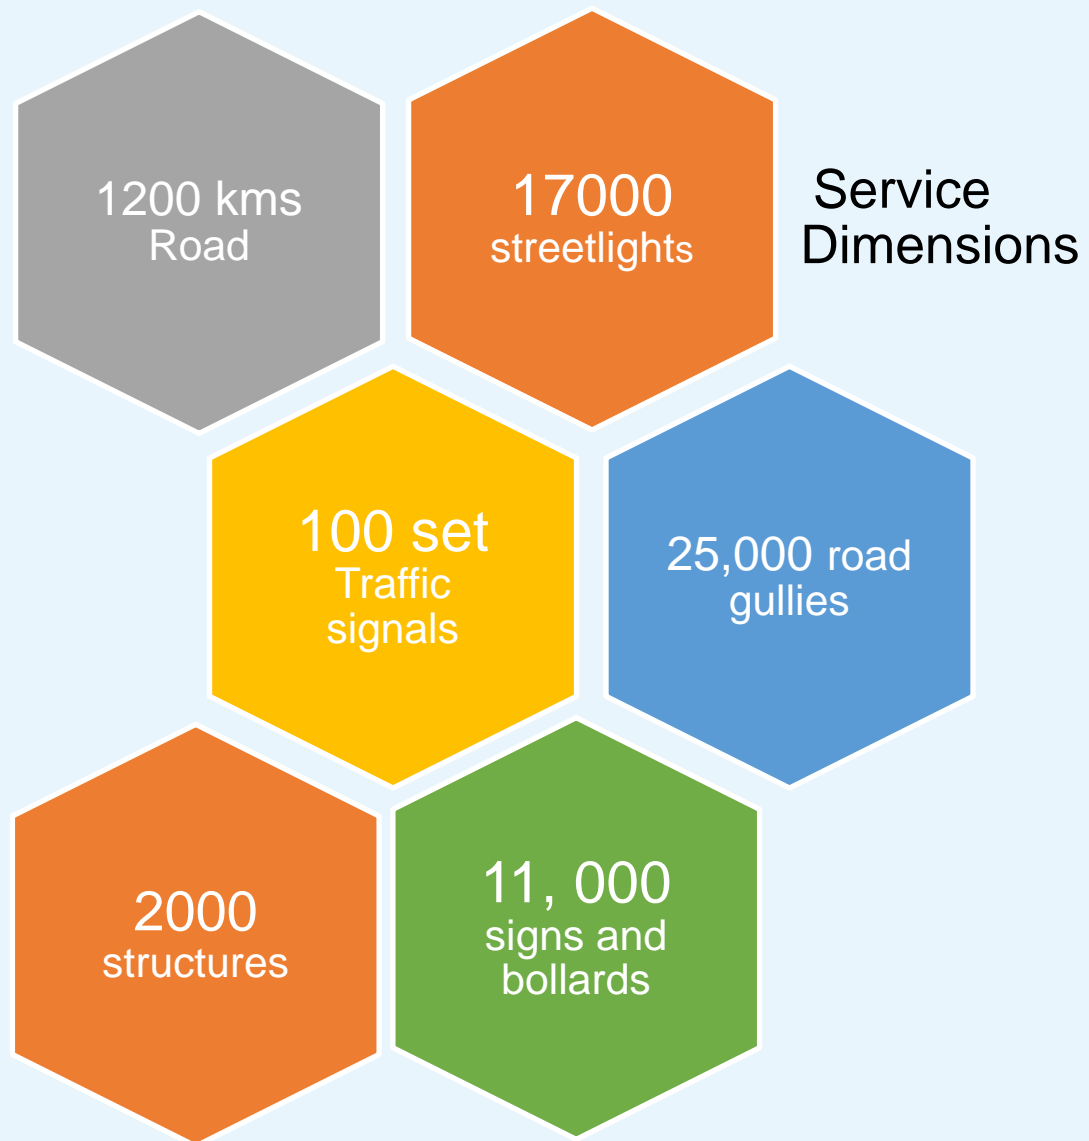 1200 kms
Road
17000
streetlights
Service
Dimensions
100 set
Traffic
signals
25,000 road
gullies
2000
structures
11, 000
signs and
bollards